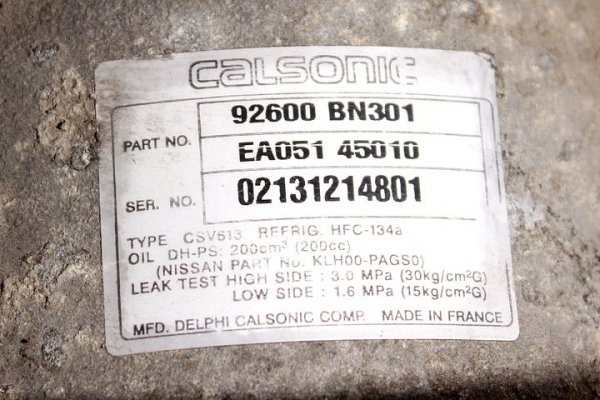 calsonic
92600 BN301
PART NO.
EA051 45010
SER. NO. 02131214801
TYPE CSV613 REFRIG. HFC-134a
OIL DH-PS: 200cm³ (200cc)
(NISSAN PART No. KLH00-PAGS0)
LEAK TEST HIGH SIDE : 3.0 MPa (30kg/cm²G)
LOW SIDE : 1.6 MPa (15kg/cm²G)
MFD. DELPHI CALSONIC COMP. MADE IN FRANCE